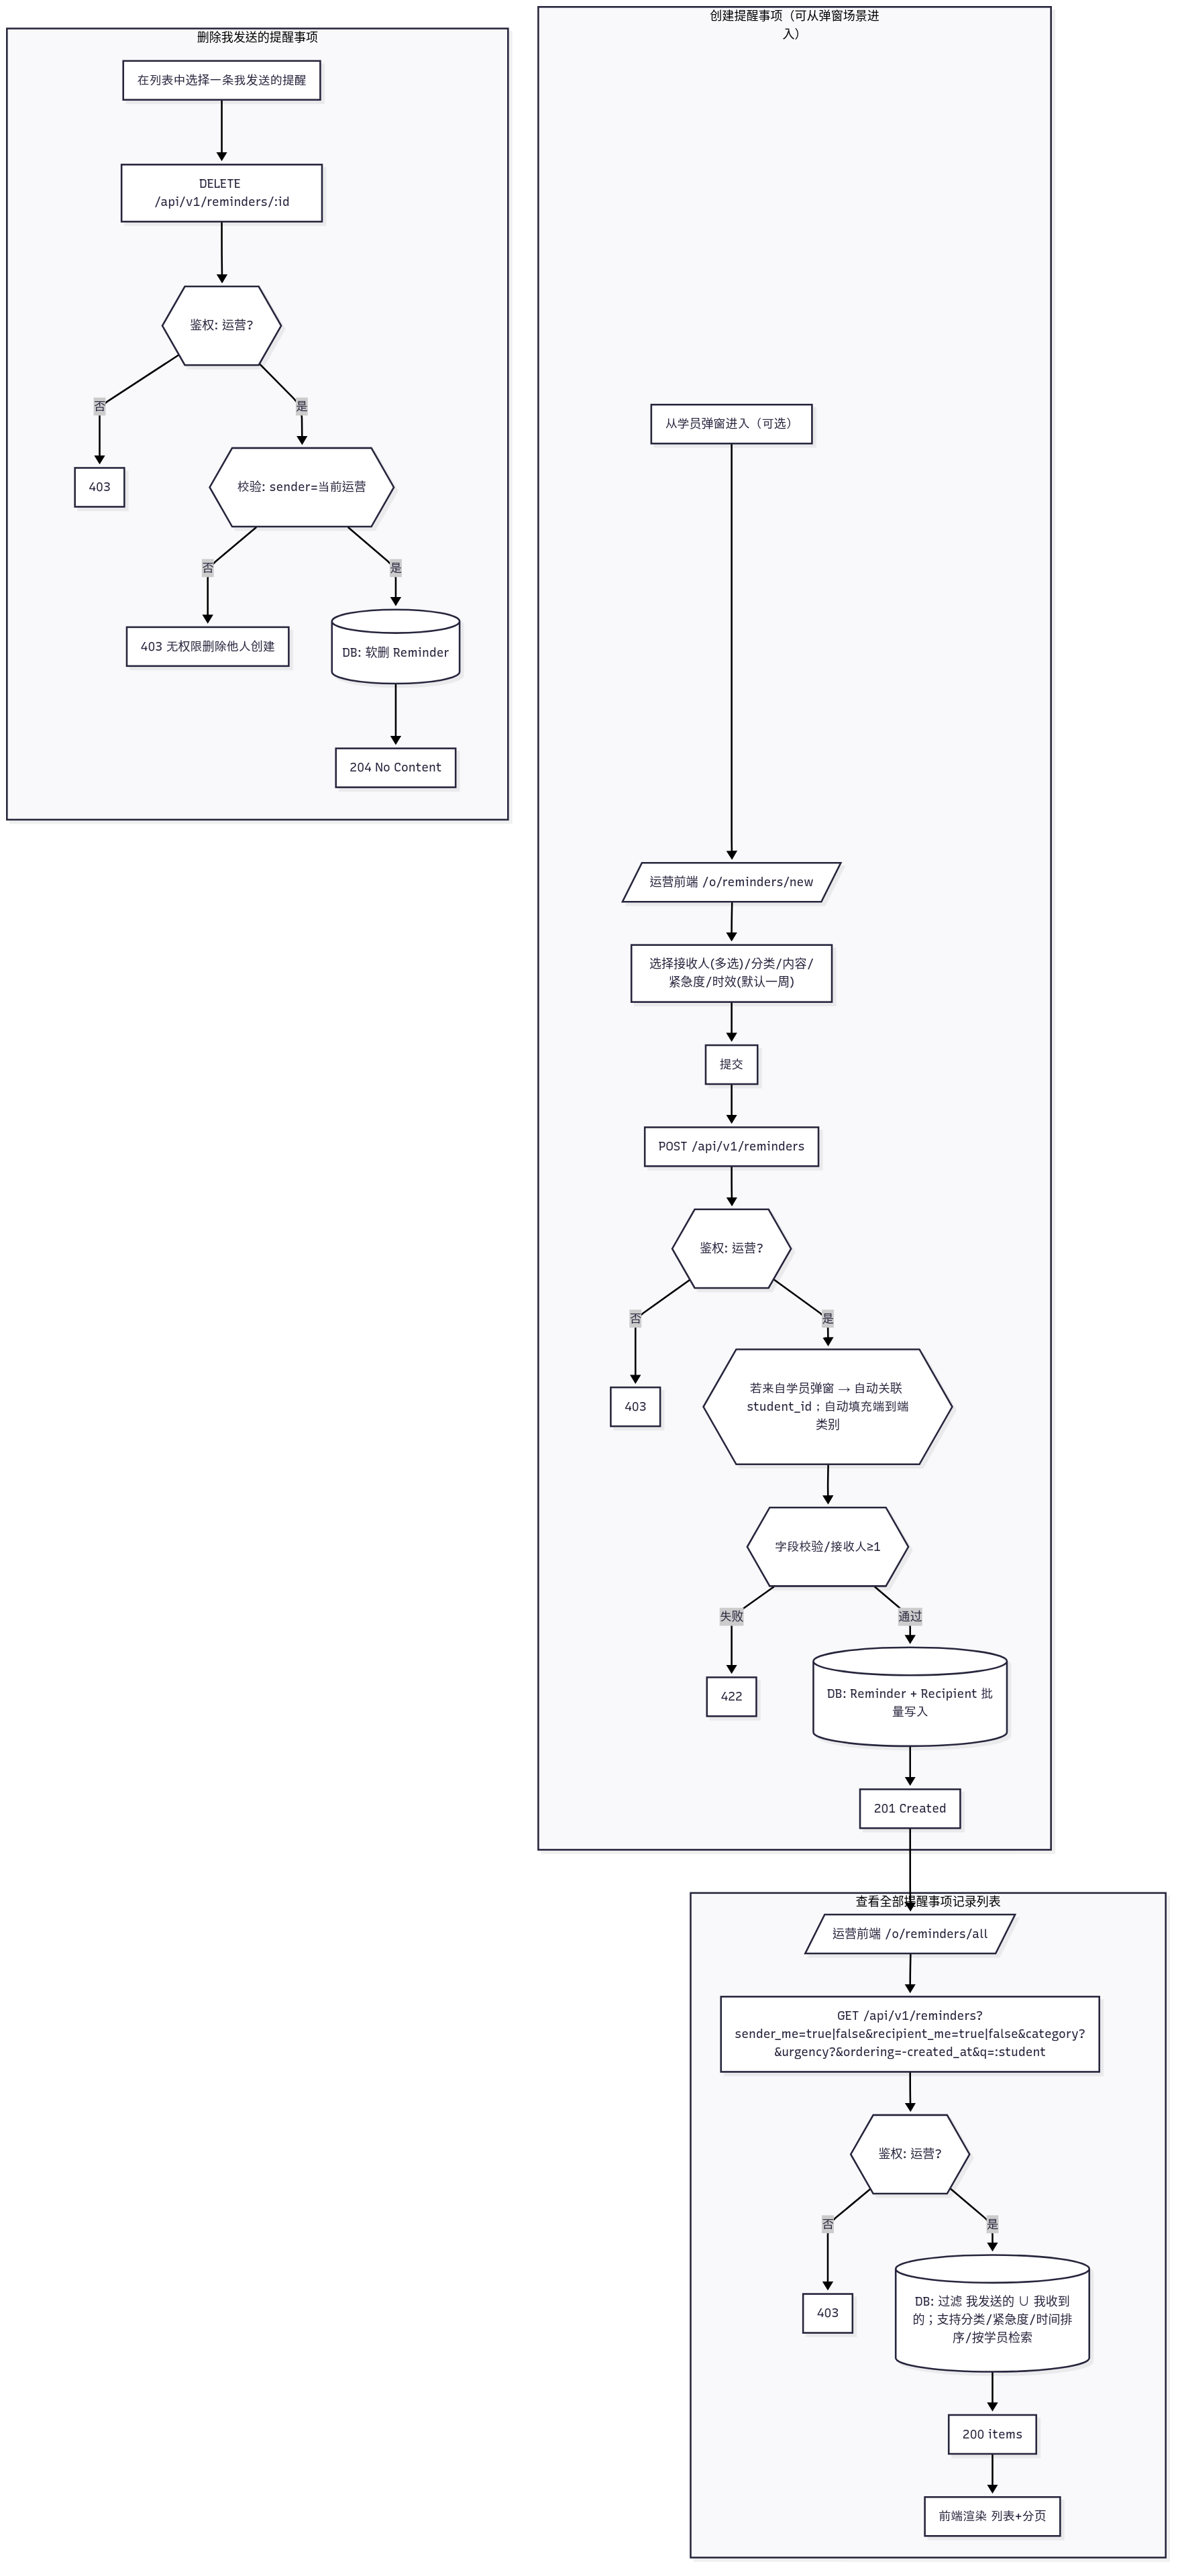 删除我发送的提醒事项
在列表中选择一条我发送的提醒
DELETE
/api/v1/reminders/:id
鉴权: 运营?
否
是
403
校验: sender=当前运营
否
是
403 无权限删除他人创建
DB: 软删 Reminder
204 No Content
创建提醒事项（可从弹窗场景进
入）
从学员弹窗进入（可选）
运营前端 /o/reminders/new
选择接收人(多选)/分类/内容/
紧急度/时效(默认一周)
提交
POST /api/v1/reminders
鉴权: 运营?
否
是
403
若来自学员弹窗 → 自动关联
student_id：自动填充端到端
类别
字段校验/接收人≥1
失败
通过
422
DB: Reminder + Recipient 批
量写入
201 Created
查看全部提醒事项记录列表
运营前端 /o/reminders/all
GET /api/v1/reminders?
sender_me=true|false&recipient_me=true|false&category?
&urgency?&ordering=-created_at&q=:student
鉴权: 运营?
否
是
403
DB: 过滤 我发送的 ∪ 我收到
的；支持分类/紧急度/时间排
序/按学员检索
200 items
前端渲染 列表+分页